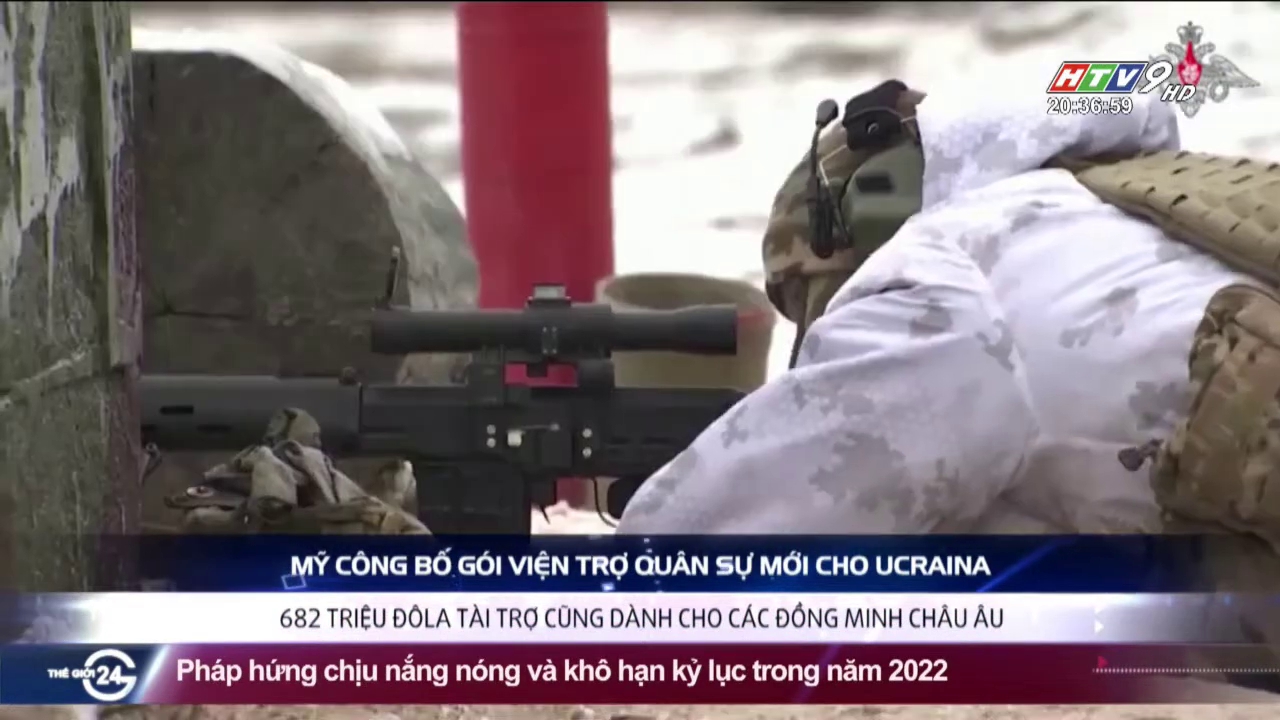 HTV9 HD
20:36:59
MỸ CÔNG BỐ GÓI VIỆN TRỢ QUÂN SỰ MỚI CHO UCRAINA
682 TRIỆU ĐÔLA TÀI TRỢ CŨNG DÀNH CHO CÁC ĐỒNG MINH CHÂU ÂU
THẾ GIỚI 24G Pháp hứng chịu nắng nóng và khô hạn kỷ lục trong năm 2022